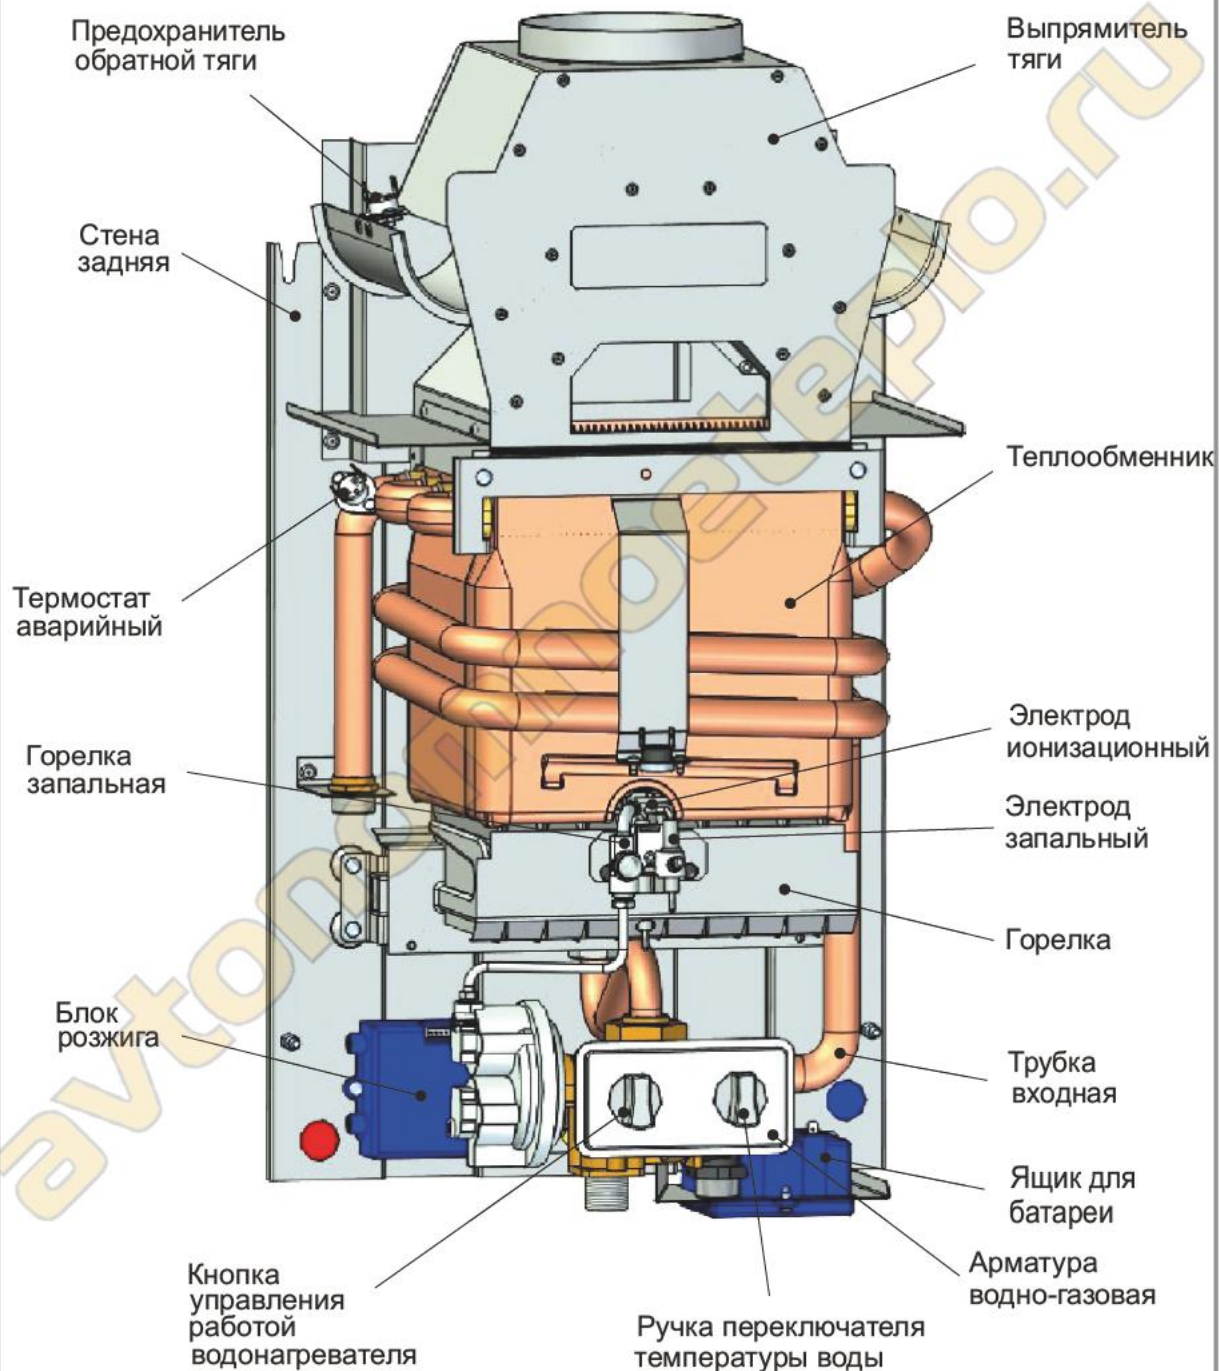 Предохранитель
обратной тяги
Выпрямитель
тяги
Стена
задняя
Теплообменник
Термостат
аварийный
Электрод
ионизационный
Горелка
запальная
Электрод
запальный
Горелка
Блок
розжига
Трубка
входная
Ящик для
батареи
Арматура
водно-газовая
Кнопка
управления
работой
водонагревателя
Ручка переключателя
температуры воды
avtonomnoeteplo.ru